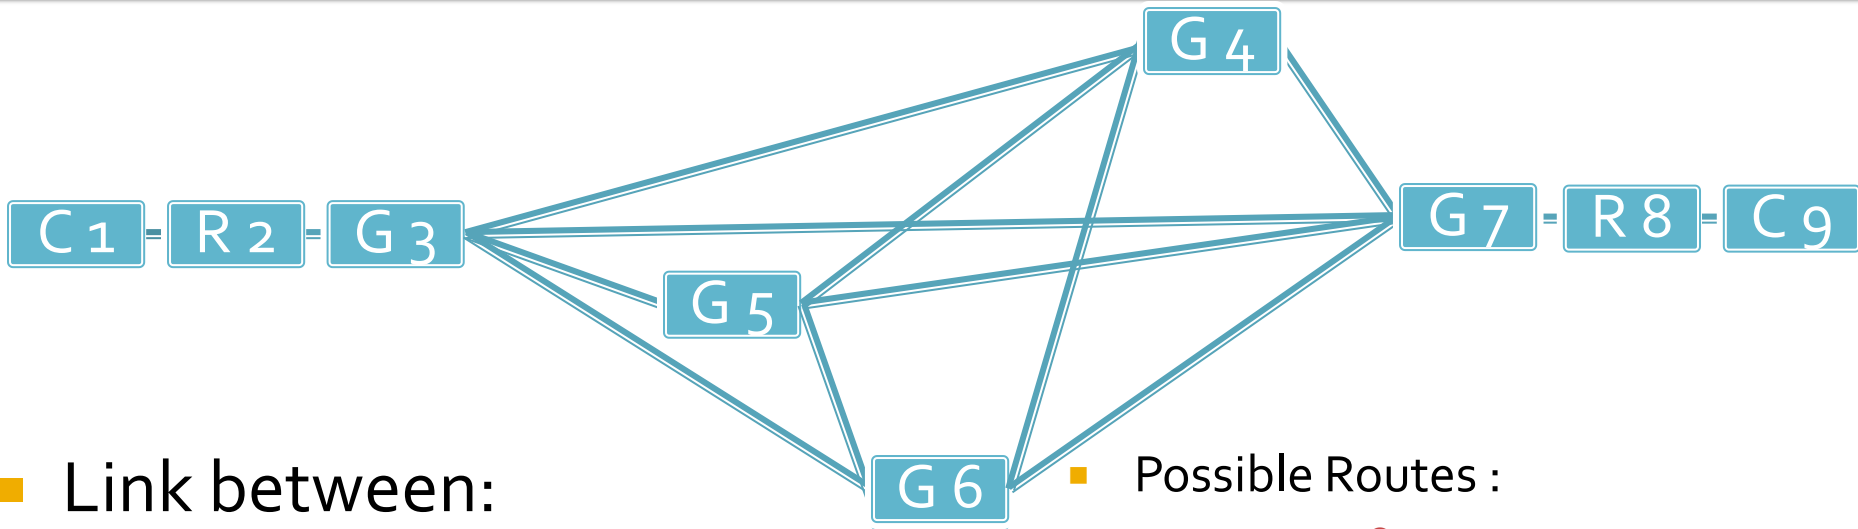 G 4
C 1 R 2 G 3 G 7 R 8 C 9
G 5
G 6
Link between:
Possible Routes :